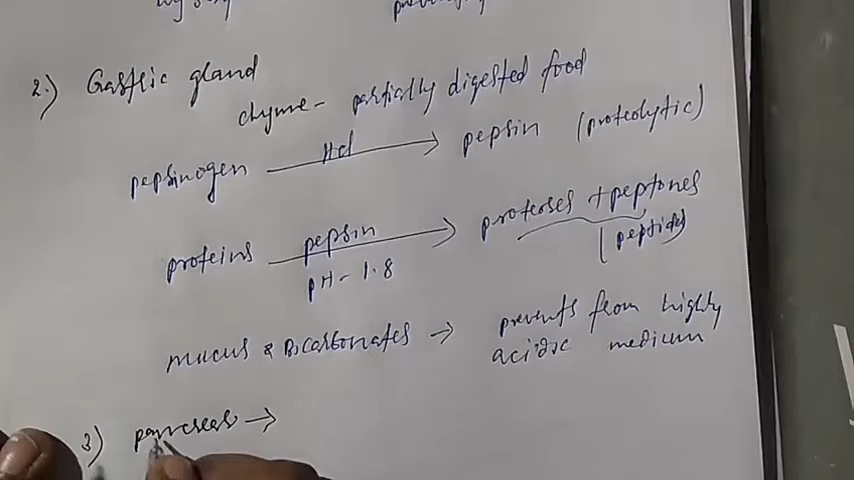 2.) Gastric gland
chyme - partially digested food
pepsinogen HCl → pepsin (proteolytic)
proteins pepsin → proteoses + peptones
pH - 1.8 (peptides)
mucus & Bicarbonates → prevents from highly
acidic medium
3) pancreas →